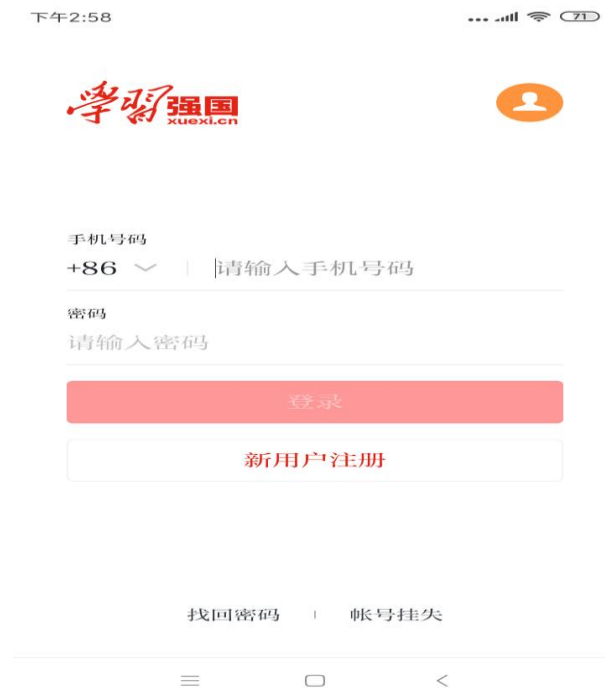 下午2:58
71
學習强国
xuexi.cn
手机号码
+86 请输入手机号码
密码
请输入密码
登录
新用户注册
找回密码
帐号挂失